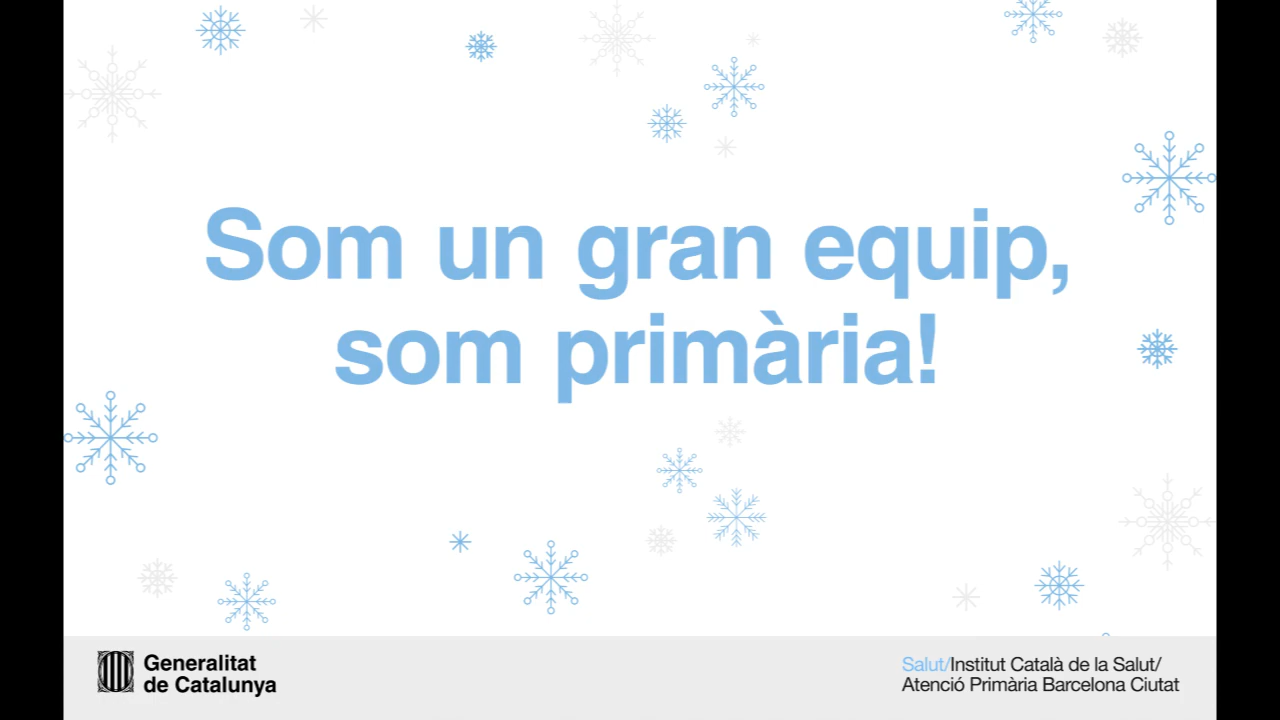 Som un gran equip,
som primària!
Generalitat
de Catalunya
Salut/Institut Català de la Salut/
Atenció Primària Barcelona Ciutat